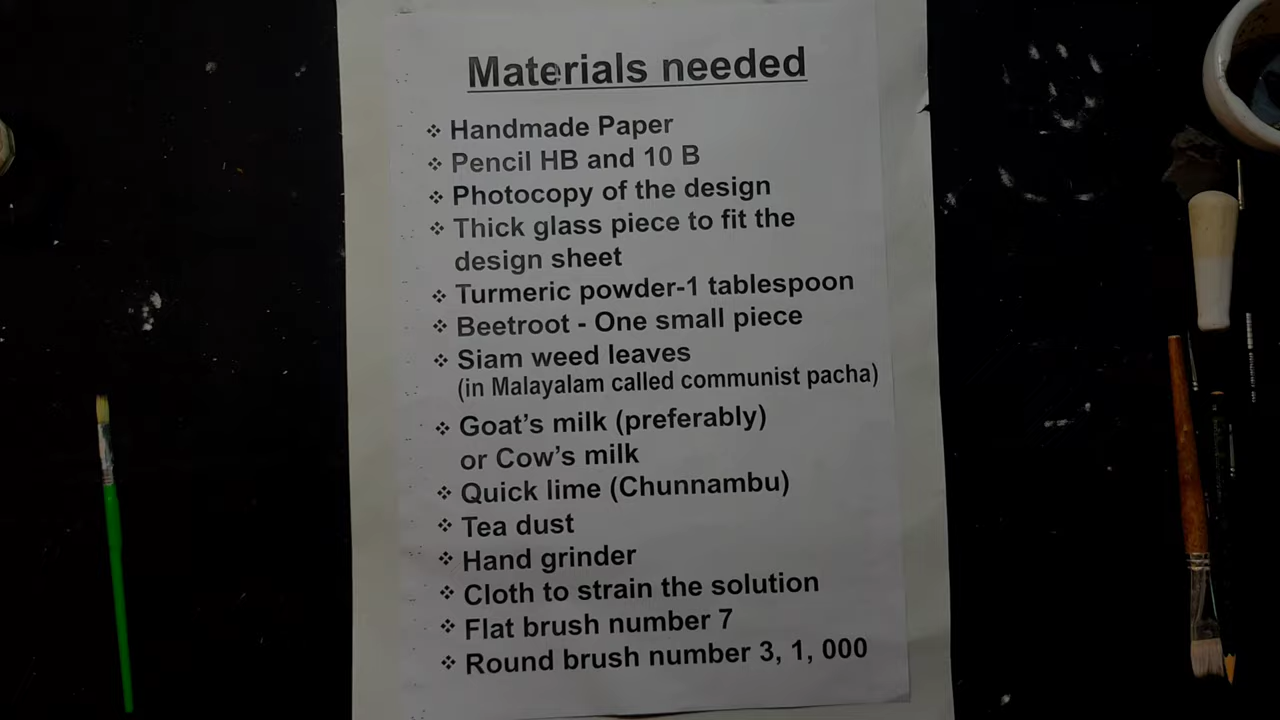 Materials needed
❖ Handmade Paper
❖ Pencil HB and 10 B
❖ Photocopy of the design
❖ Thick glass piece to fit the
design sheet
❖ Turmeric powder-1 tablespoon
❖ Beetroot - One small piece
❖ Siam weed leaves
(in Malayalam called communist pacha)
❖ Goat's milk (preferably)
or Cow's milk
❖ Quick lime (Chunnambu)
❖ Tea dust
❖ Hand grinder
❖ Cloth to strain the solution
❖ Flat brush number 7
❖ Round brush number 3, 1, 000